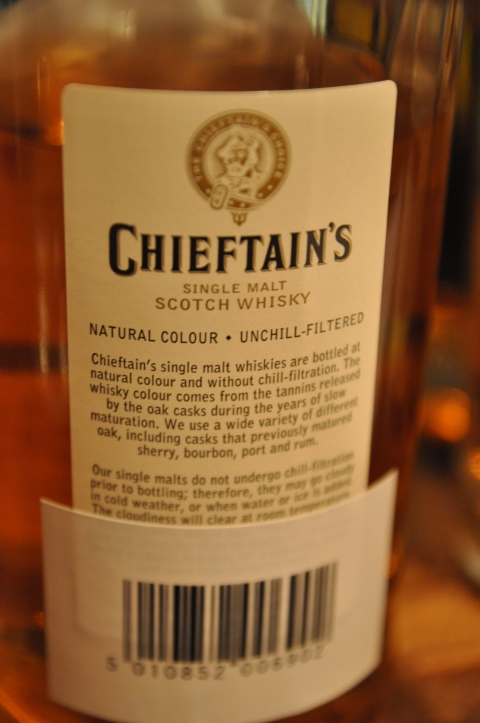 THE CHIEFTAIN'S CHOICE
CHIEFTAIN'S
SINGLE MALT
SCOTCH WHISKY
NATURAL COLOUR • UNCHILL-FILTERED
Chieftain's single malt whiskies are bottled at
natural colour and without chill-filtration. The
whisky colour comes from the tannins released
by the oak casks during the years of slow
maturation. We use a wide variety of different
oak, including casks that previously matured
sherry, bourbon, port and rum.
Our single malts do not undergo chill-filtration
prior to bottling; therefore, they may go cloudy
in cold weather, or when water or ice is added.
The cloudiness will clear at room temperature.
5 010852 006902